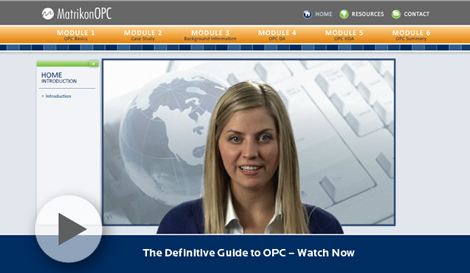 MatrikonOPC
HOME
RESOURCES
CONTACT
MODULE 1
OPC Basics
MODULE 2
Case Study
MODULE 3
Background Information
MODULE 4
OPC DA
MODULE 5
OPC HDA
MODULE 6
OPC Summary
HOME
INTRODUCTION
Introduction
The Definitive Guide to OPC – Watch Now